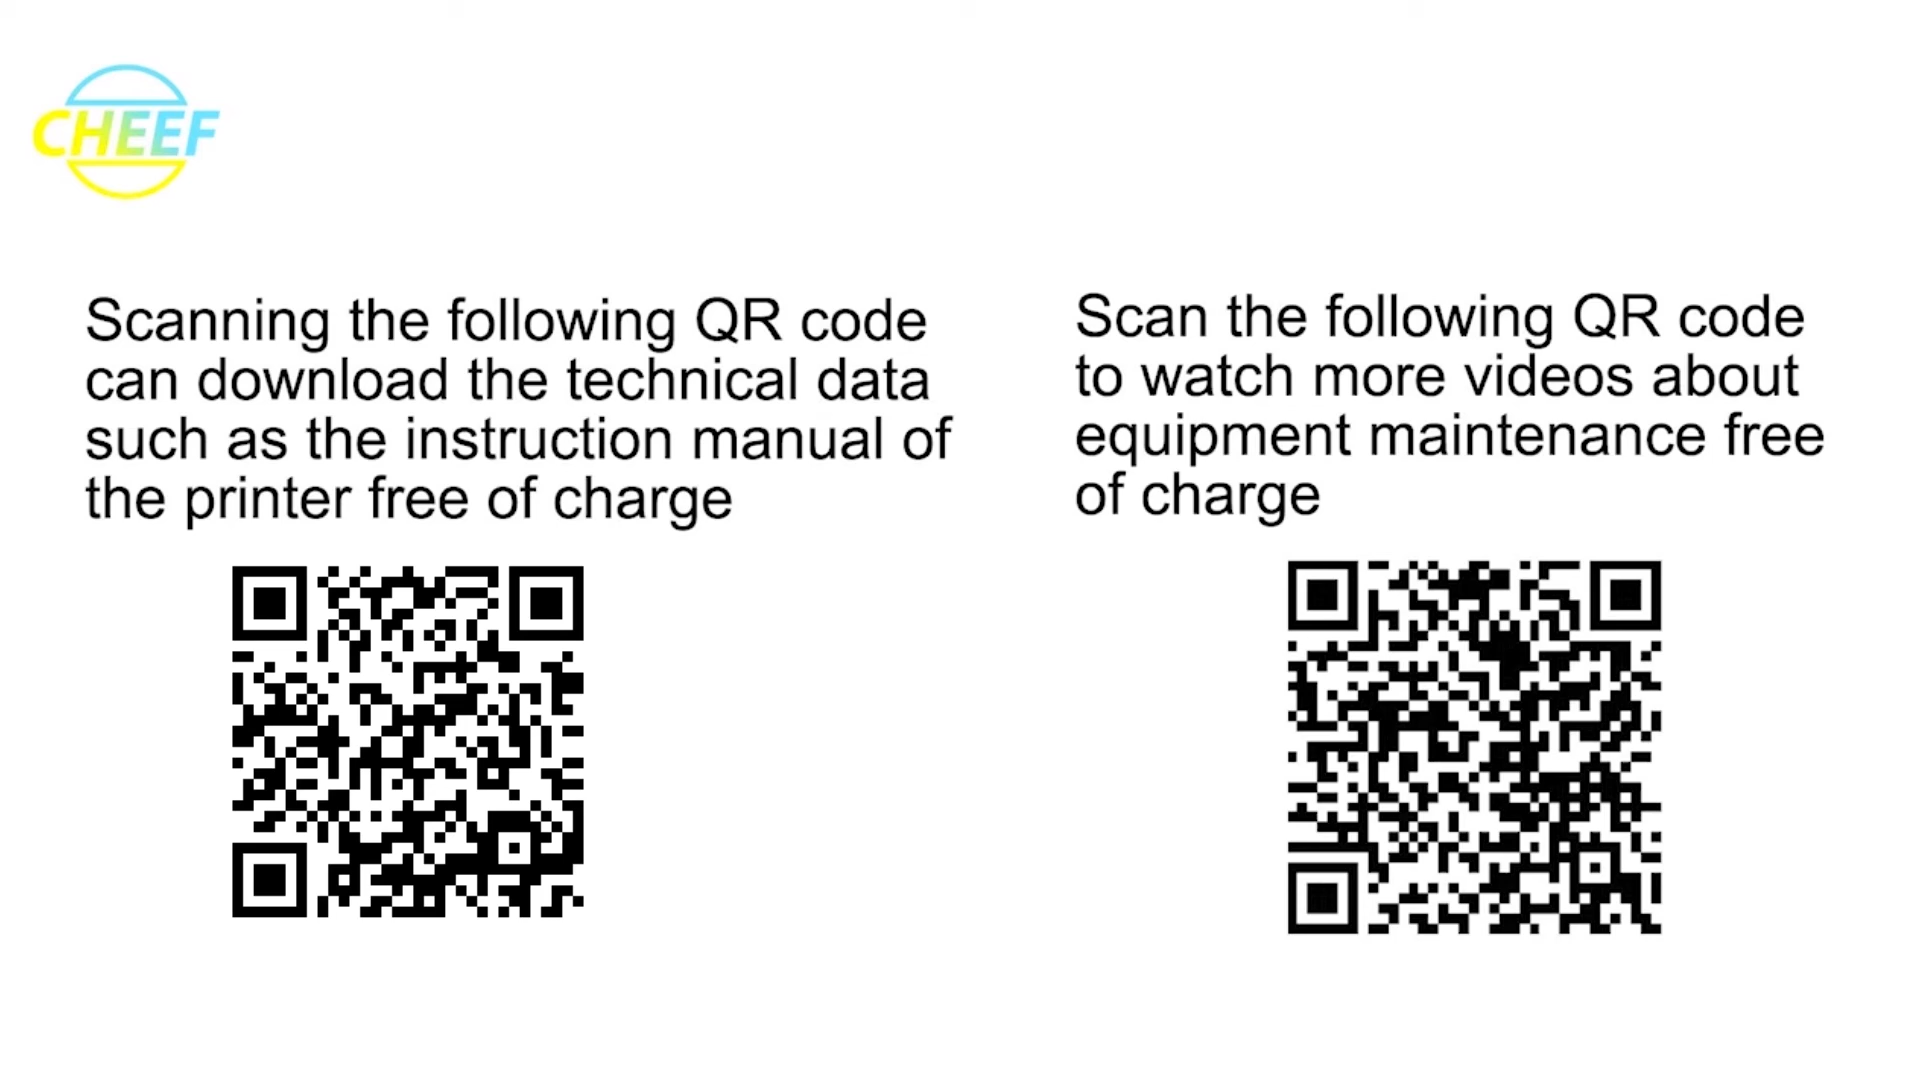 CHEEF
Scanning the following QR code
can download the technical data
such as the instruction manual of
the printer free of charge
Scan the following QR code
to watch more videos about
equipment maintenance free
of charge